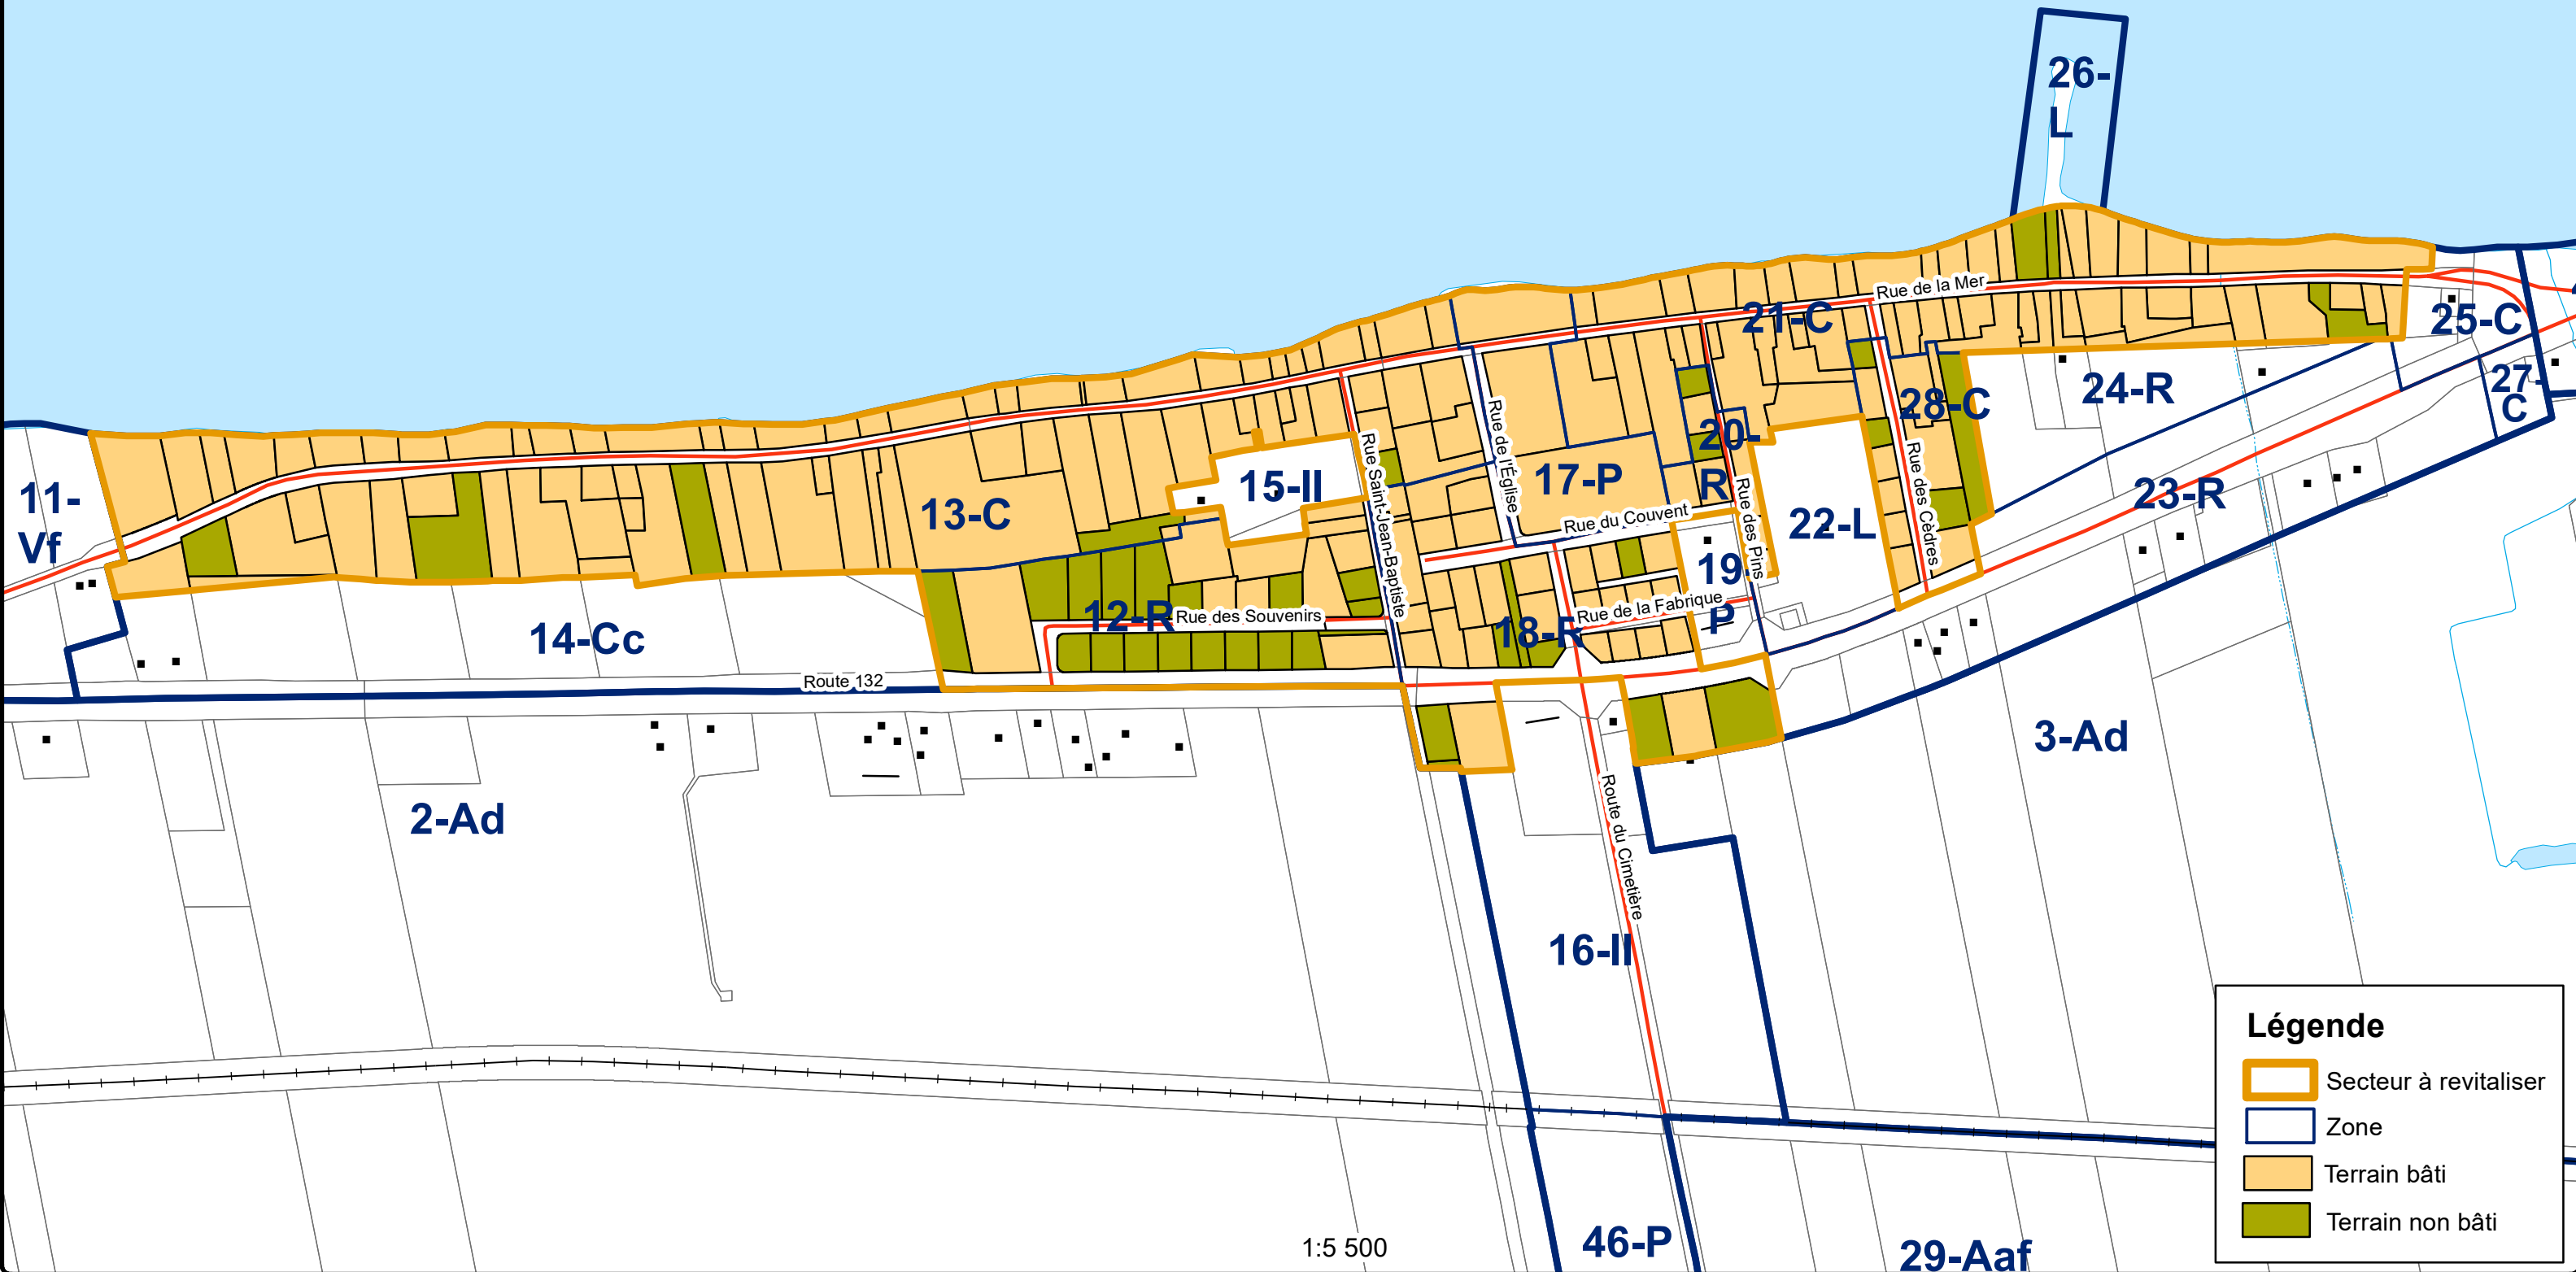 26-
L
Rue de la Mer
21-C
25-C
27-
C
24-R
28-C
Rue de l'Église
20-
R
Rue Saint-Jean-Baptiste
15-II
17-P
Rue des Cèdres
11-
Vf
13-C
23-R
Rue du Couvent
Rue des Pins
22-L
19-
P
12-R
Rue des Souvenirs
Rue de la Fabrique
18-R
14-Cc
Route 132
3-Ad
2-Ad
Route du Cimetière
16-II
Légende
Secteur à revitaliser
Zone
Terrain bâti
Terrain non bâti
1:5 500
46-P
29-Aaf